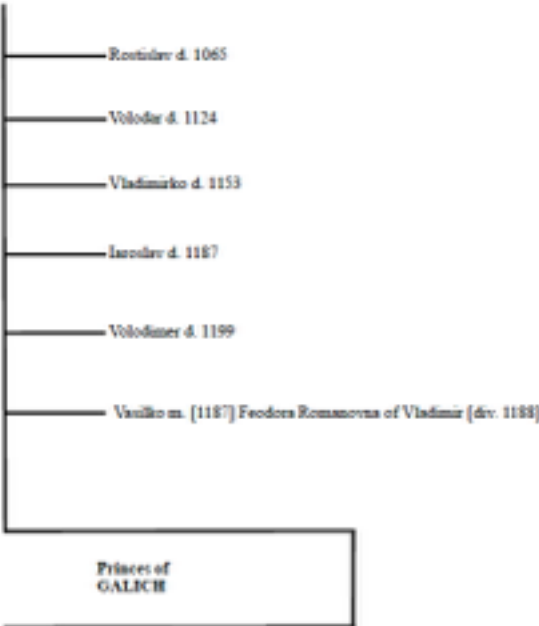 Rostislav d. 1065
Volodar d. 1124
Vladimirko d. 1153
Iaroslav d. 1187
Volodimer d. 1199
Vasilko m. [1187] Feodora Romanovna of Vladimir [div. 1188]
Princes of
GALICH